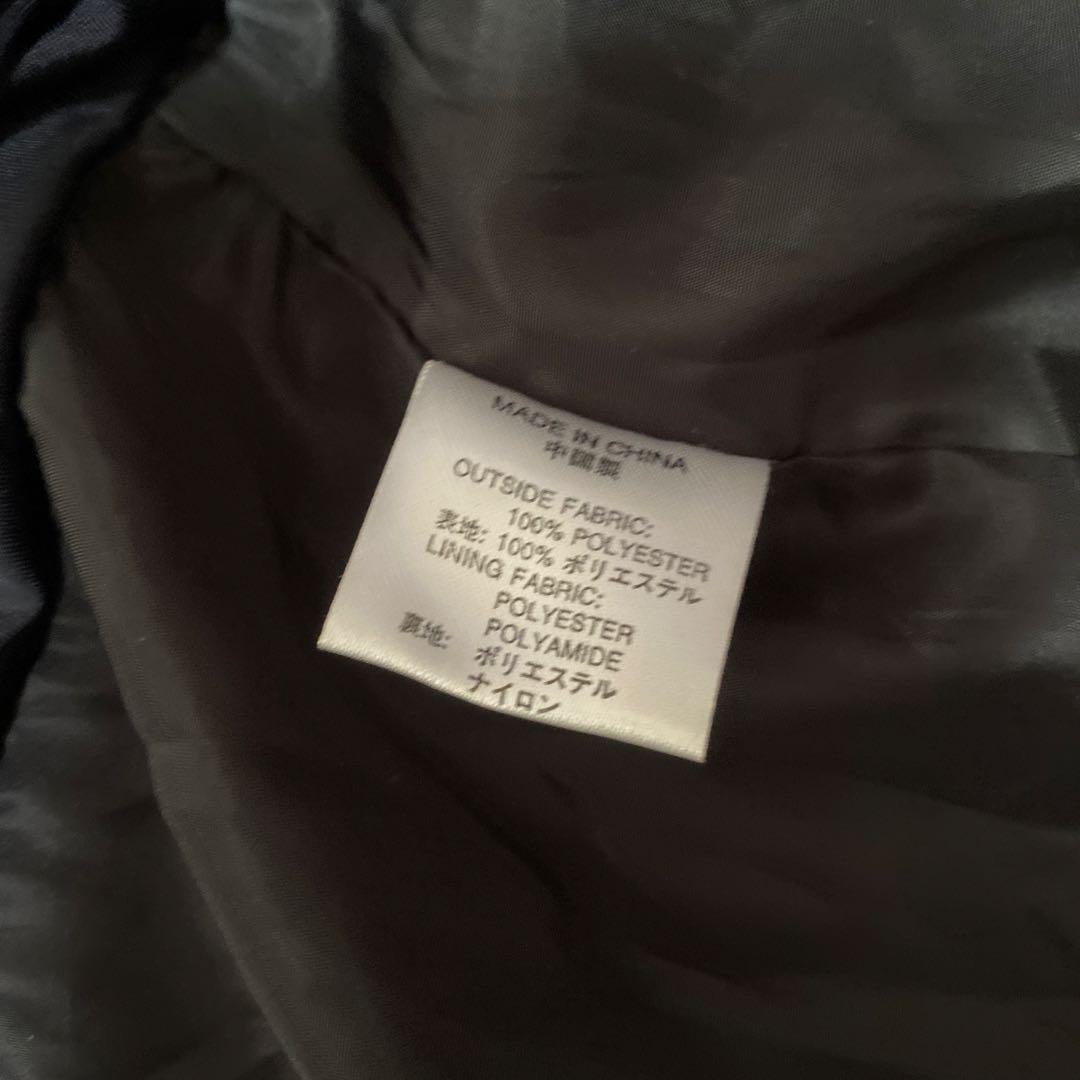 MADE IN CHINA
中國製
OUTSIDE FABRIC:
100% POLYESTER
表地: 100% ポリエステル
LINING FABRIC:
POLYESTER
POLYAMIDE
裏地: ポリエステル
ナイロン